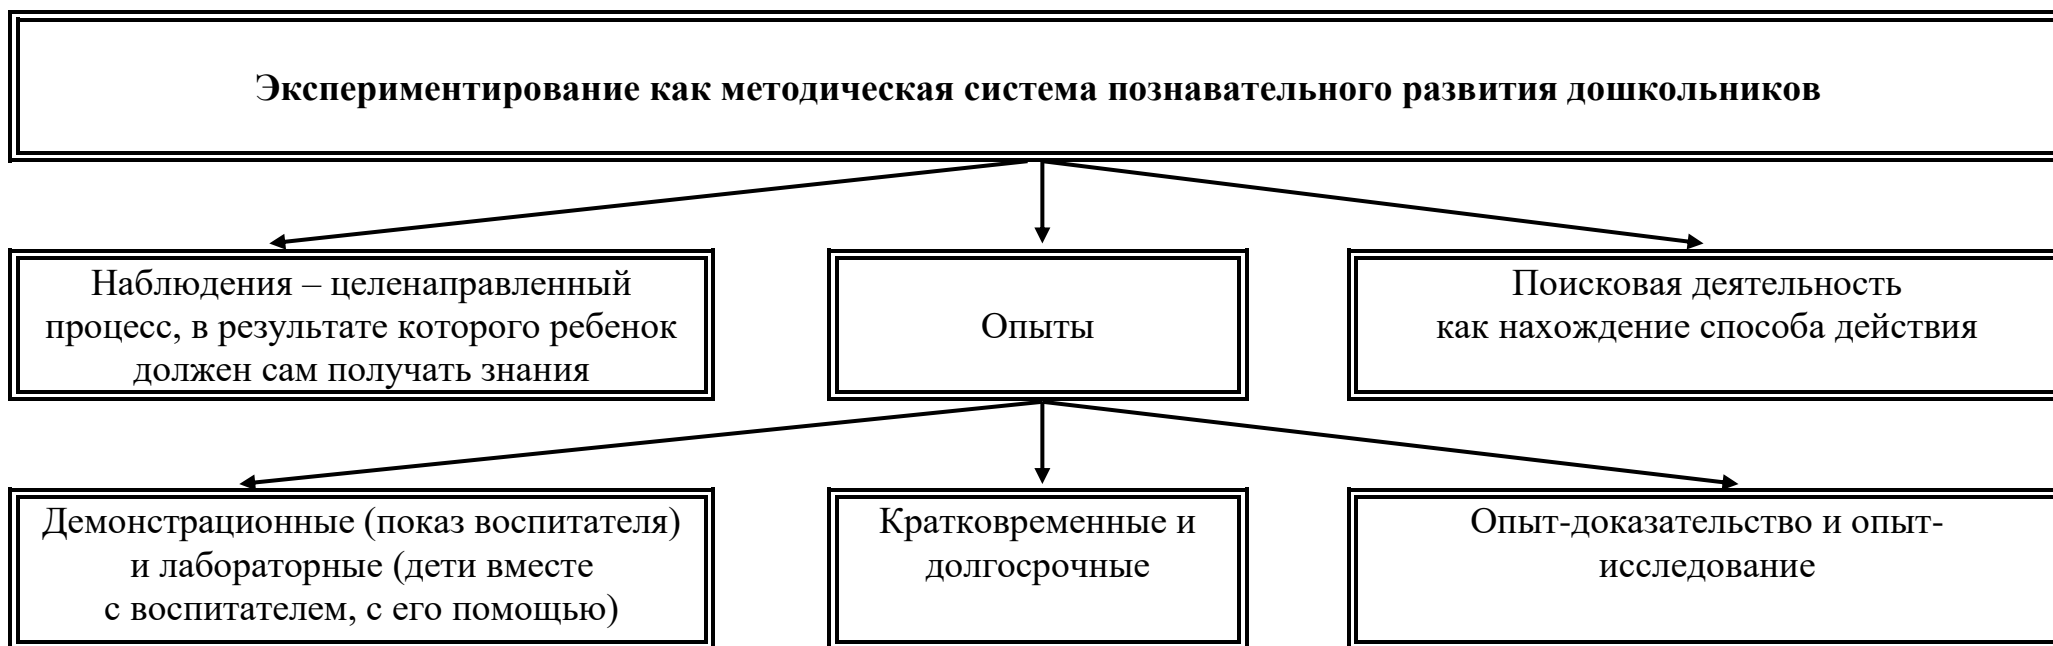 Экспериментирование как методическая система познавательного развития дошкольников
Наблюдения – целенаправленный
процесс, в результате которого ребенок
должен сам получать знания
Опыты
Поисковая деятельность
как нахождение способа действия
Демонстрационные (показ воспитателя)
и лабораторные (дети вместе
с воспитателем, с его помощью)
Кратковременные и
долгосрочные
Опыт-доказательство и опыт-
исследование